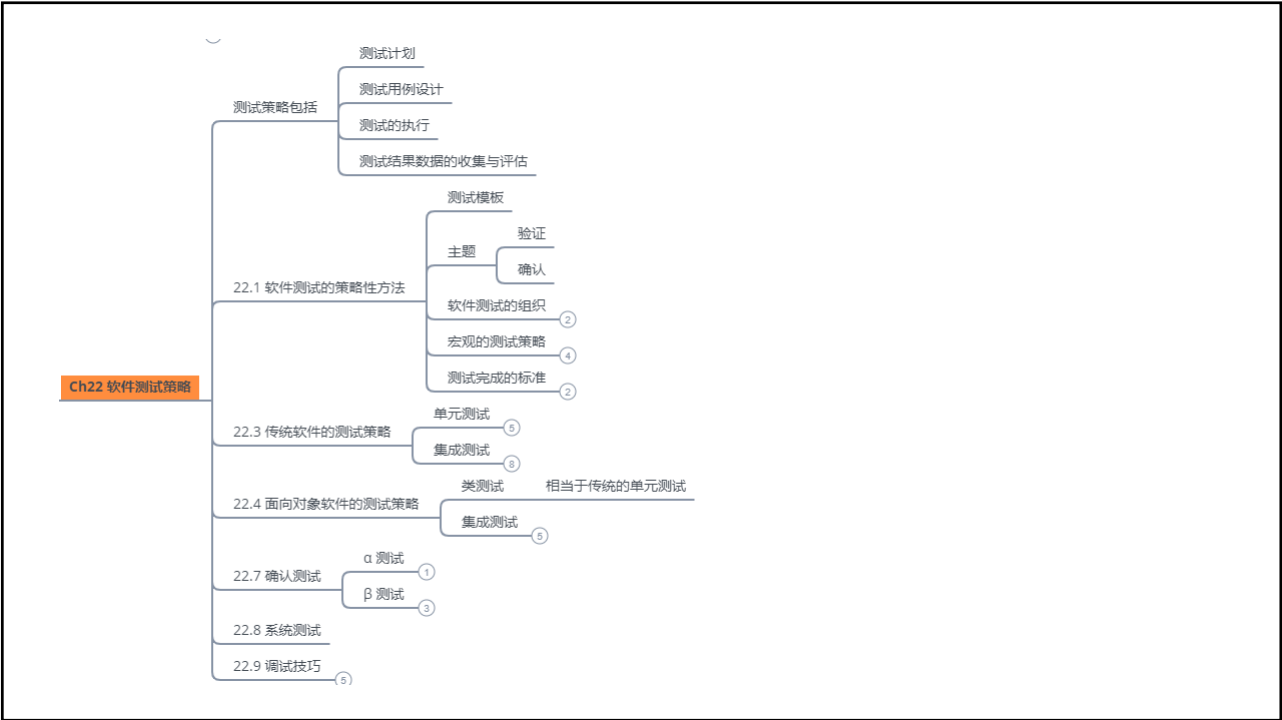 测试计划
测试用例设计
测试策略包括
测试的执行
测试结果数据的收集与评估
测试模板
验证
主题
确认
22.1 软件测试的策略性方法
软件测试的组织 2
宏观的测试策略 4
测试完成的标准 2
Ch22 软件测试策略
单元测试 5
22.3 传统软件的测试策略
集成测试 8
类测试 相当于传统的单元测试
22.4 面向对象软件的测试策略
集成测试 5
α 测试 1
22.7 确认测试
β 测试 3
22.8 系统测试
22.9 调试技巧 5